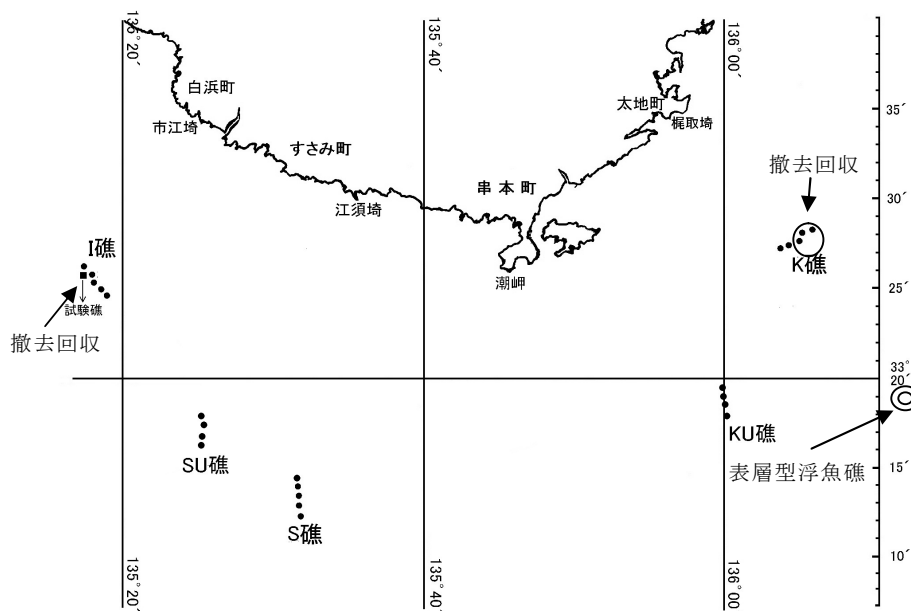 135°20′
135°40′
136°00′
白浜町
市江埼
すさみ町
江須埼
串本町
潮岬
太地町
梶取埼
撤去回収
K礁
I礁
試験礁
撤去回収
35′
30′
25′
33°
20′
15′
10′
SU礁
S礁
KU礁
表層型浮魚礁
135°20′
135°40′
136°00′